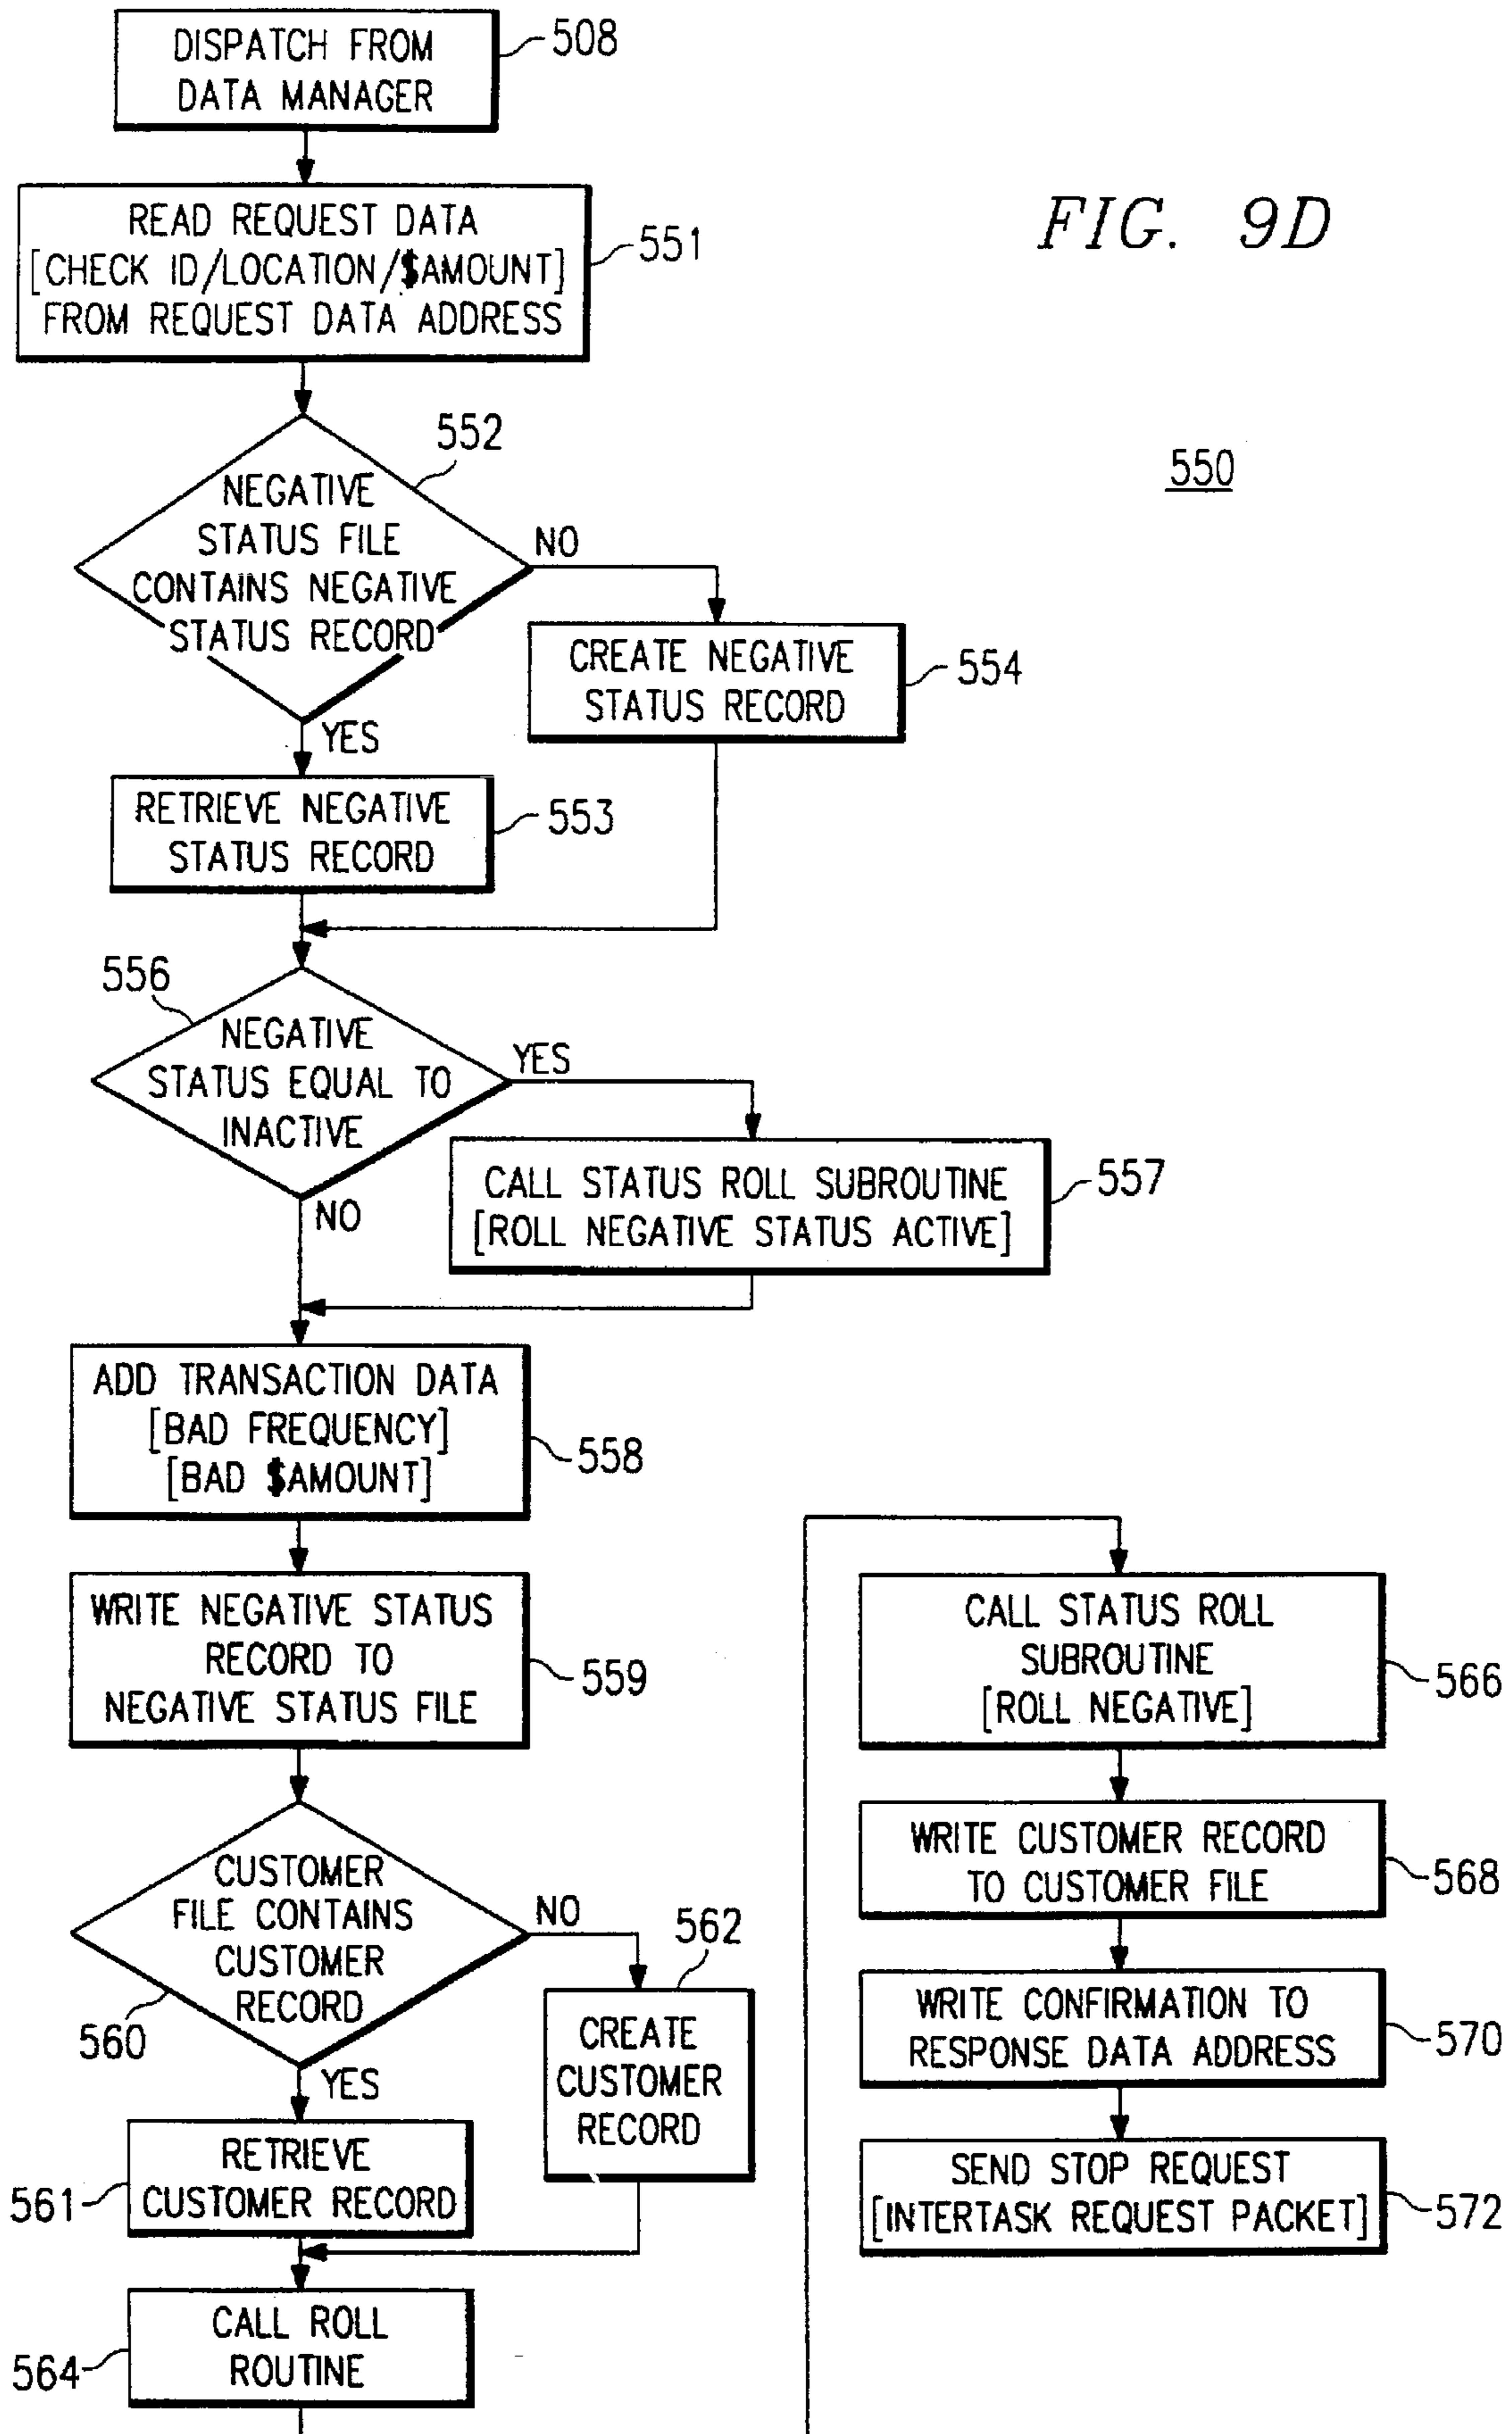 DISPATCH FROM
DATA MANAGER
508
READ REQUEST DATA
[CHECK ID/LOCATION/$AMOUNT]
FROM REQUEST DATA ADDRESS
551
FIG. 9D
550
552
NEGATIVE
STATUS FILE
CONTAINS NEGATIVE
STATUS RECORD
NO
YES
CREATE NEGATIVE
STATUS RECORD
554
RETRIEVE NEGATIVE
STATUS RECORD
553
556
NEGATIVE
STATUS EQUAL TO
INACTIVE
YES
NO
CALL STATUS ROLL SUBROUTINE
[ROLL NEGATIVE STATUS ACTIVE]
557
ADD TRANSACTION DATA
[BAD FREQUENCY]
[BAD $AMOUNT]
558
WRITE NEGATIVE STATUS
RECORD TO
NEGATIVE STATUS FILE
559
CUSTOMER
FILE CONTAINS
CUSTOMER
RECORD
560
NO
YES
562
CREATE
CUSTOMER
RECORD
RETRIEVE
CUSTOMER RECORD
561
CALL ROLL
ROUTINE
564
CALL STATUS ROLL
SUBROUTINE
[ROLL NEGATIVE]
566
WRITE CUSTOMER RECORD
TO CUSTOMER FILE
568
WRITE CONFIRMATION TO
RESPONSE DATA ADDRESS
570
SEND STOP REQUEST
[INTERTASK REQUEST PACKET]
572